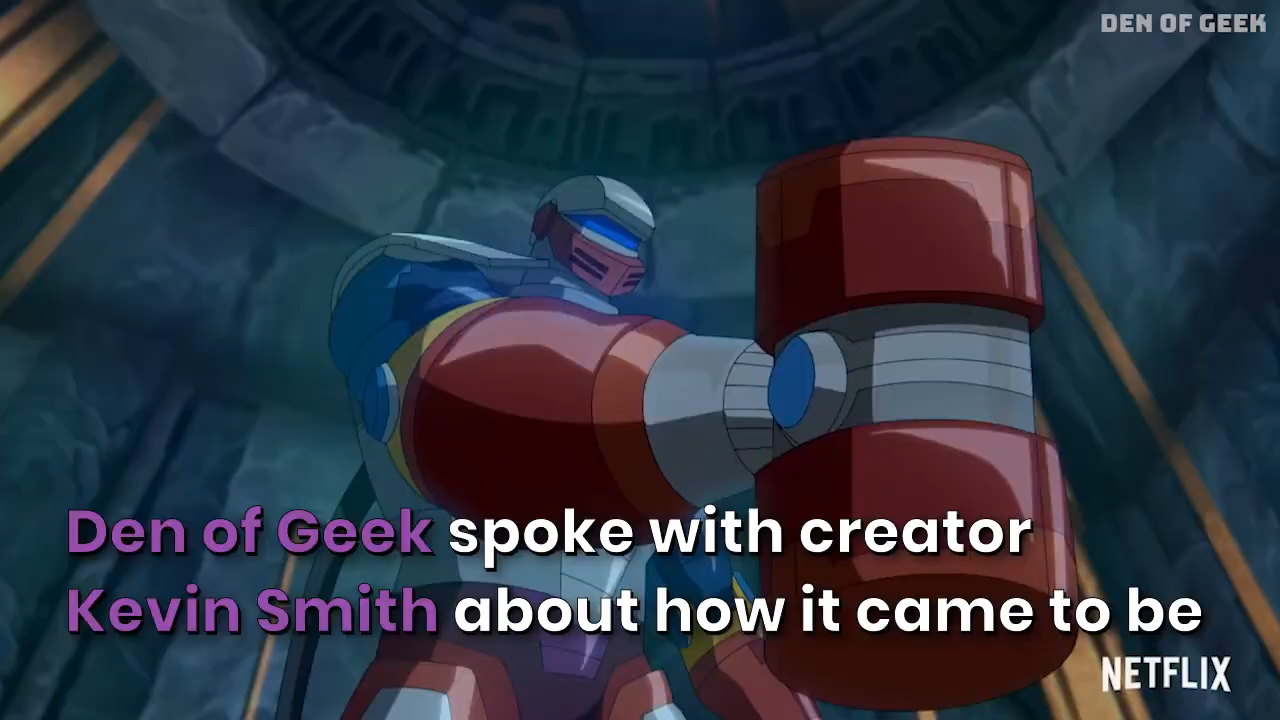 DEN OF GEEK
Den of Geek spoke with creator
Kevin Smith about how it came to be
NETFLIX